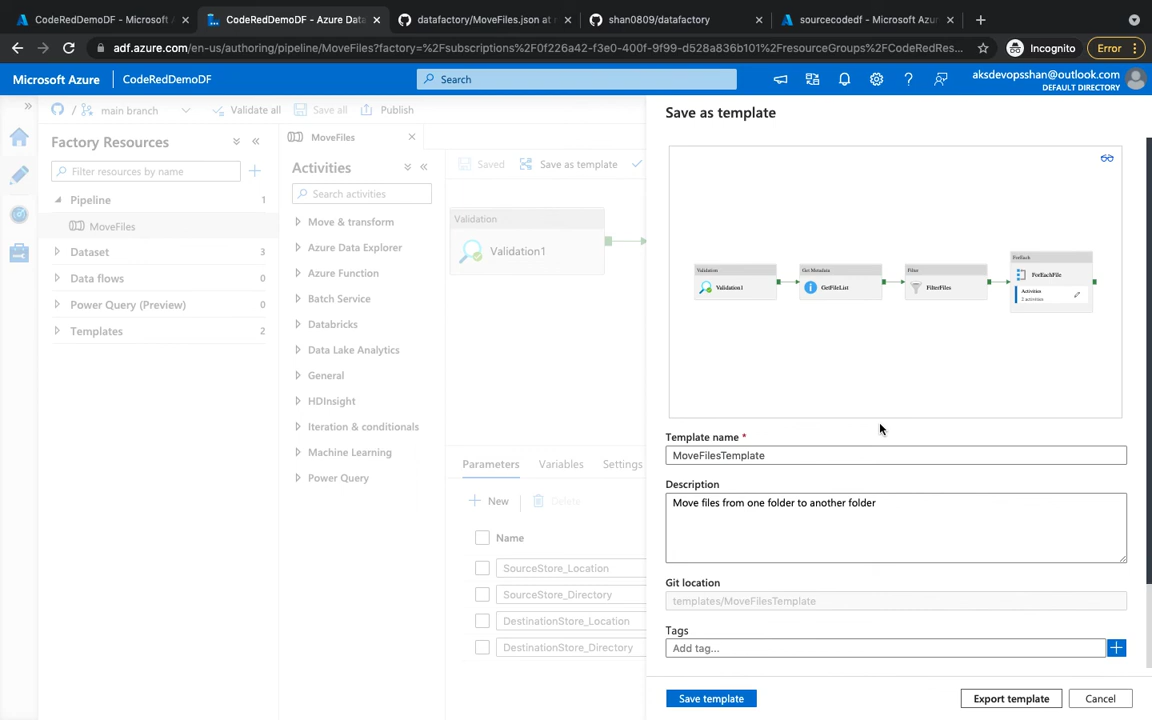 CodeRedDemoDF - Microsoft A
CodeRedDemoDF - Azure Data
datafactory/MoveFiles.json at m
shan0809/datafactory
sourcecodedf - Microsoft Azure
adf.azure.com/en-us/authoring/pipeline/MoveFiles?factory=%2Fsubscriptions%2F0f226a42-f3e0-400f-9f99-d528a836b101%2FresourceGroups%2FCodeRedRes...
Incognito
Error
Microsoft Azure
CodeRedDemoDF
Search
aksdevopsshan@outlook.com
DEFAULT DIRECTORY
/ main branch
Validate all
Save all
Publish
Factory Resources
Filter resources by name
Pipeline 1
MoveFiles
Dataset 3
Data flows 0
Power Query (Preview) 0
Templates 2
MoveFiles
Activities
Search activities
Move & transform
Azure Data Explorer
Azure Function
Batch Service
Databricks
Data Lake Analytics
General
HDInsight
Iteration & conditionals
Machine Learning
Power Query
Saved
Save as template
Validation
Validation1
Parameters
Variables
Settings
New
Delete
Name
SourceStore_Location
SourceStore_Directory
DestinationStore_Location
DestinationStore_Directory
Save as template
Validation
Validation1
Get Metadata
GetFileList
Filter
FilterFiles
ForEach
ForEachFile
Activities
2 activities
Template name *
MoveFilesTemplate
Description
Move files from one folder to another folder
Git location
templates/MoveFilesTemplate
Tags
Add tag...
Save template
Export template
Cancel